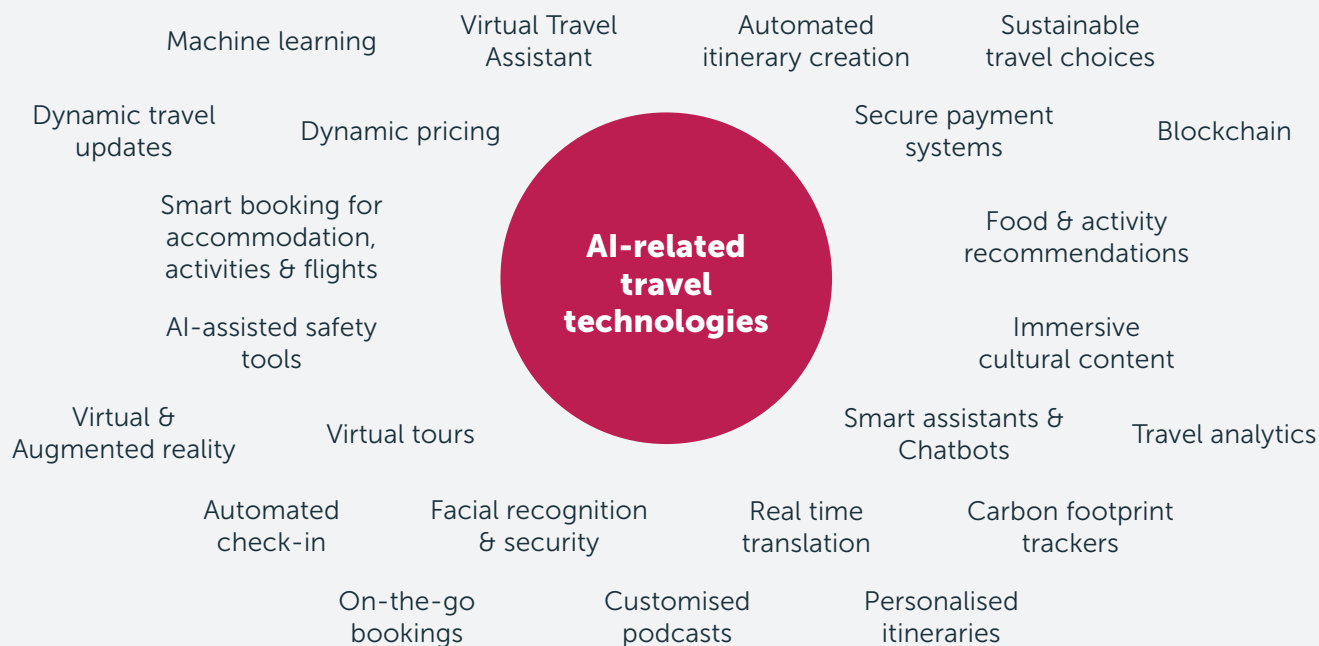 Machine learning
Virtual Travel
Assistant
Automated
itinerary creation
Sustainable
travel choices
Dynamic travel
updates
Dynamic pricing
Secure payment
systems
Blockchain
Smart booking for
accommodation,
activities & flights
AI-related
travel
technologies
Food & activity
recommendations
AI-assisted safety
tools
Immersive
cultural content
Virtual &
Augmented reality
Virtual tours
Smart assistants &
Chatbots
Travel analytics
Automated
check-in
Facial recognition
& security
Real time
translation
Carbon footprint
trackers
On-the-go
bookings
Customised
podcasts
Personalised
itineraries